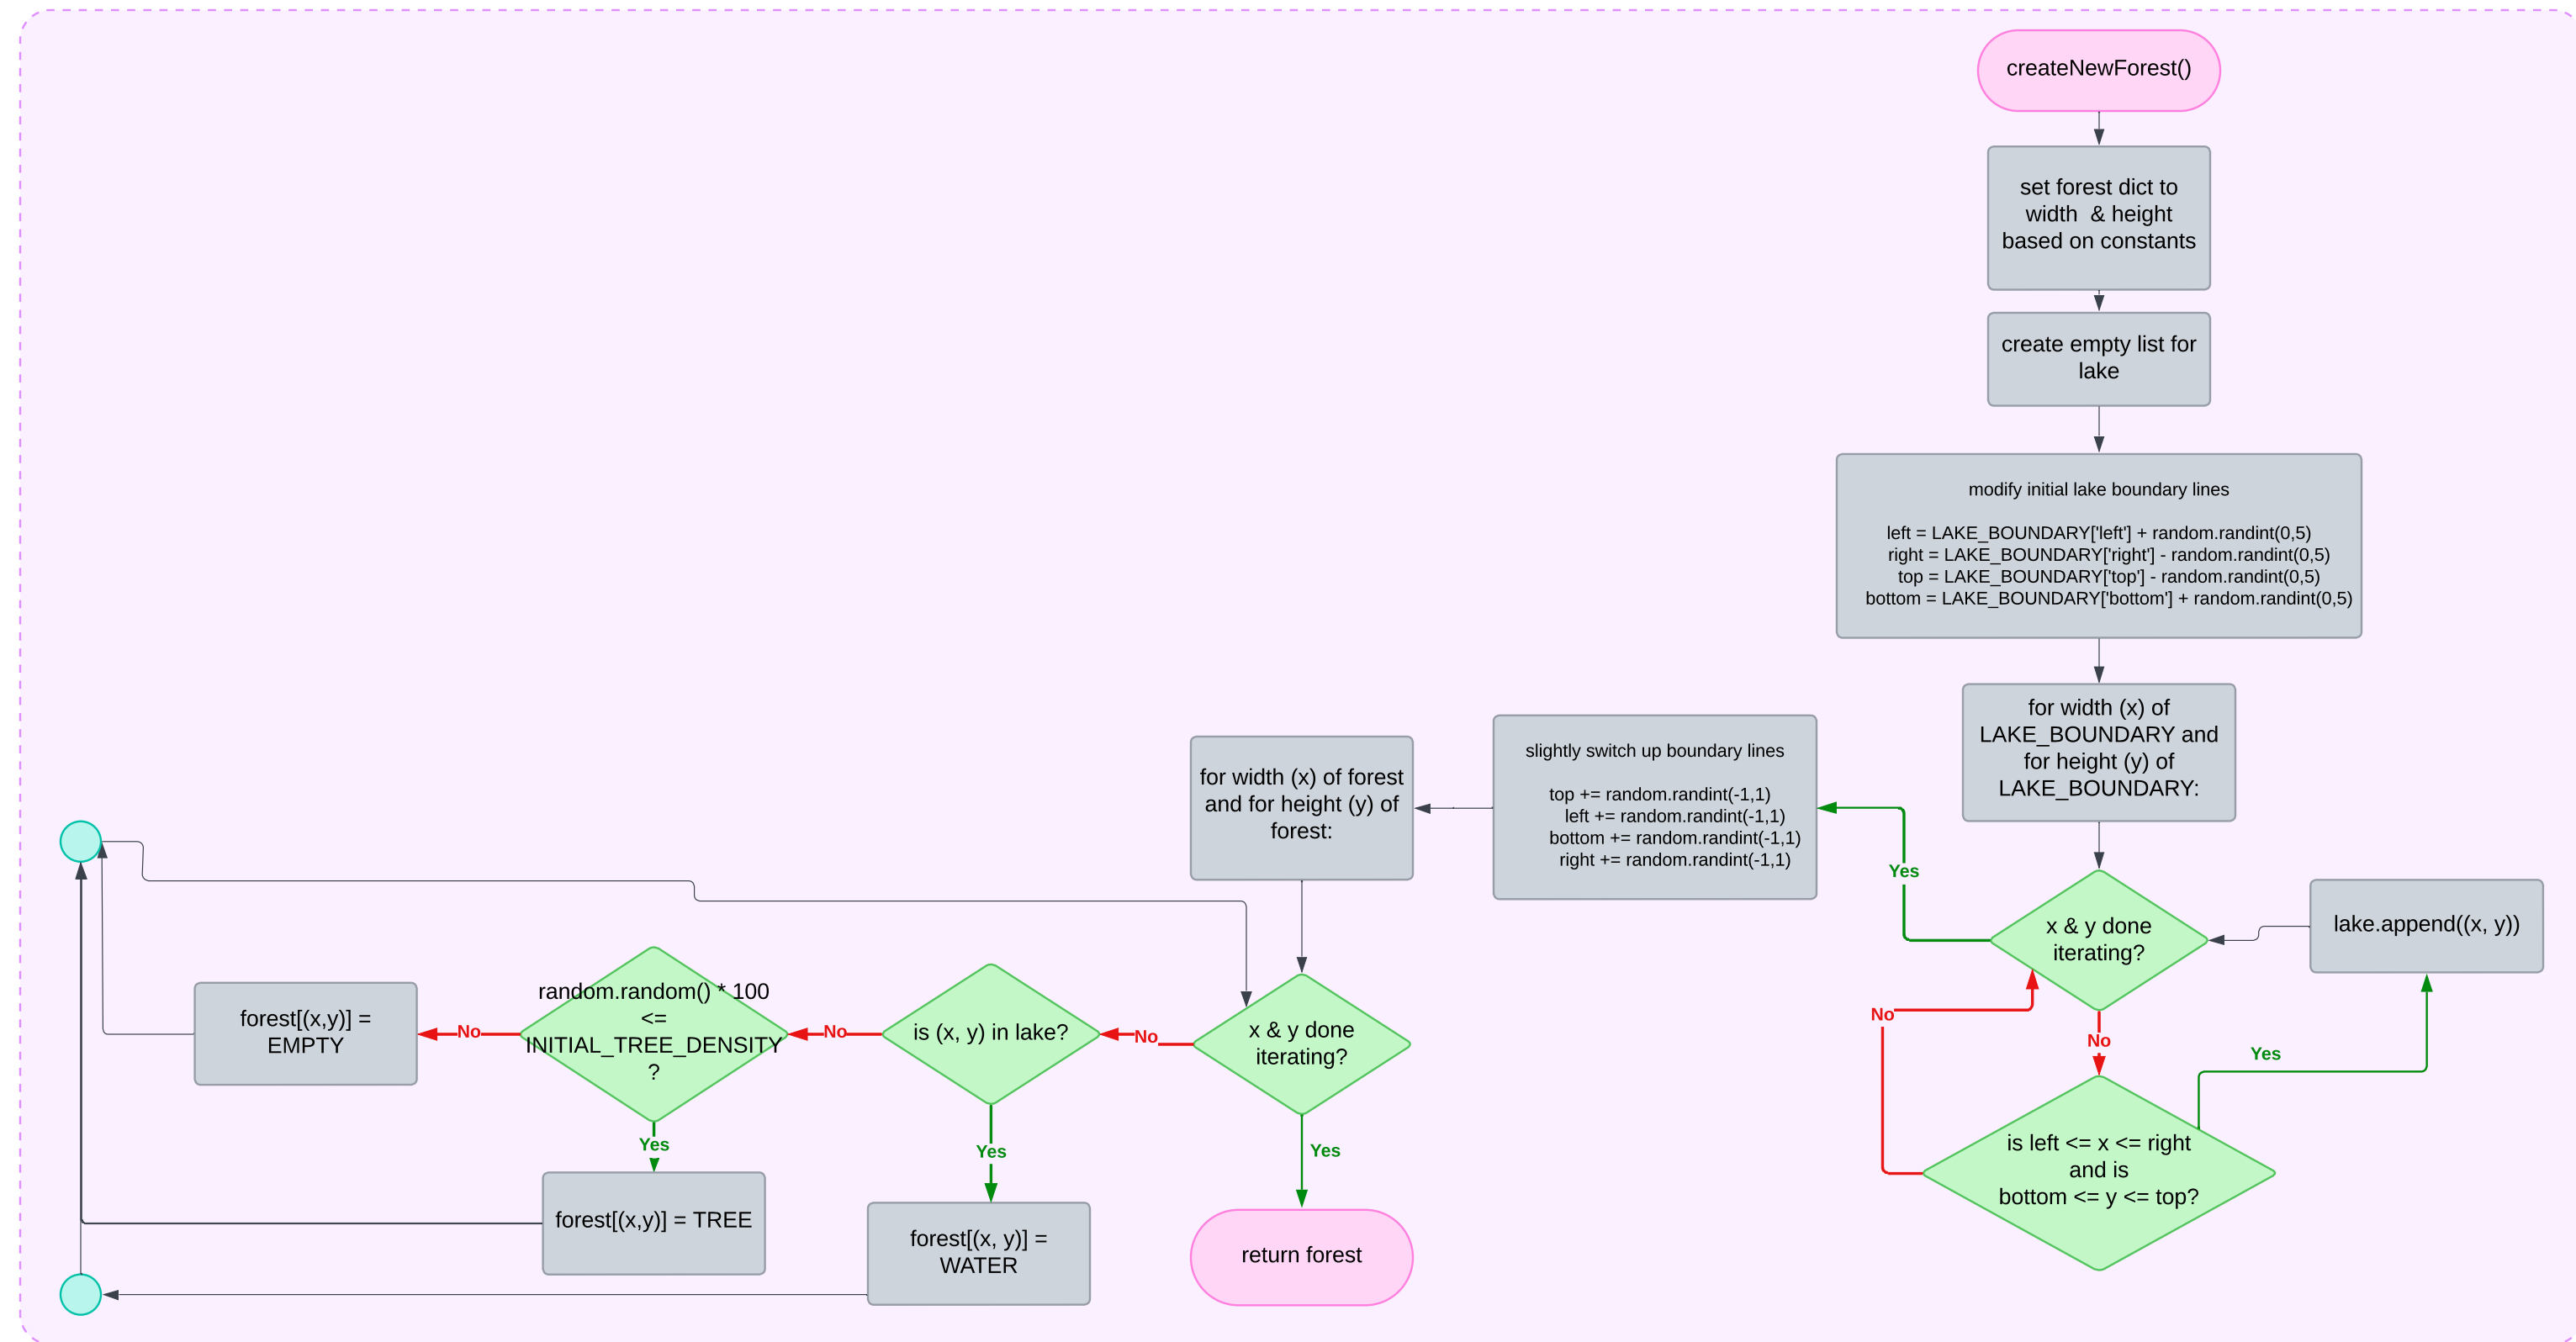 createNewForest()
set forest dict to
width  & height
based on constants
create empty list for
lake
modify initial lake boundary lines
left = LAKE_BOUNDARY['left'] + random.randint(0,5)
right = LAKE_BOUNDARY['right'] - random.randint(0,5)
top = LAKE_BOUNDARY['top'] - random.randint(0,5)
bottom = LAKE_BOUNDARY['bottom'] + random.randint(0,5)
for width (x) of
LAKE_BOUNDARY and
for height (y) of
LAKE_BOUNDARY:
x & y done
iterating?
No
is left <= x <= right
and is
bottom <= y <= top?
Yes
lake.append((x, y))
No
Yes
slightly switch up boundary lines
top += random.randint(-1,1)
left += random.randint(-1,1)
bottom += random.randint(-1,1)
right += random.randint(-1,1)
for width (x) of forest
and for height (y) of
forest:
x & y done
iterating?
Yes
return forest
No
is (x, y) in lake?
Yes
forest[(x, y)] =
WATER
No
random.random() * 100
<=
INITIAL_TREE_DENSITY
?
Yes
forest[(x,y)] = TREE
No
forest[(x,y)] =
EMPTY